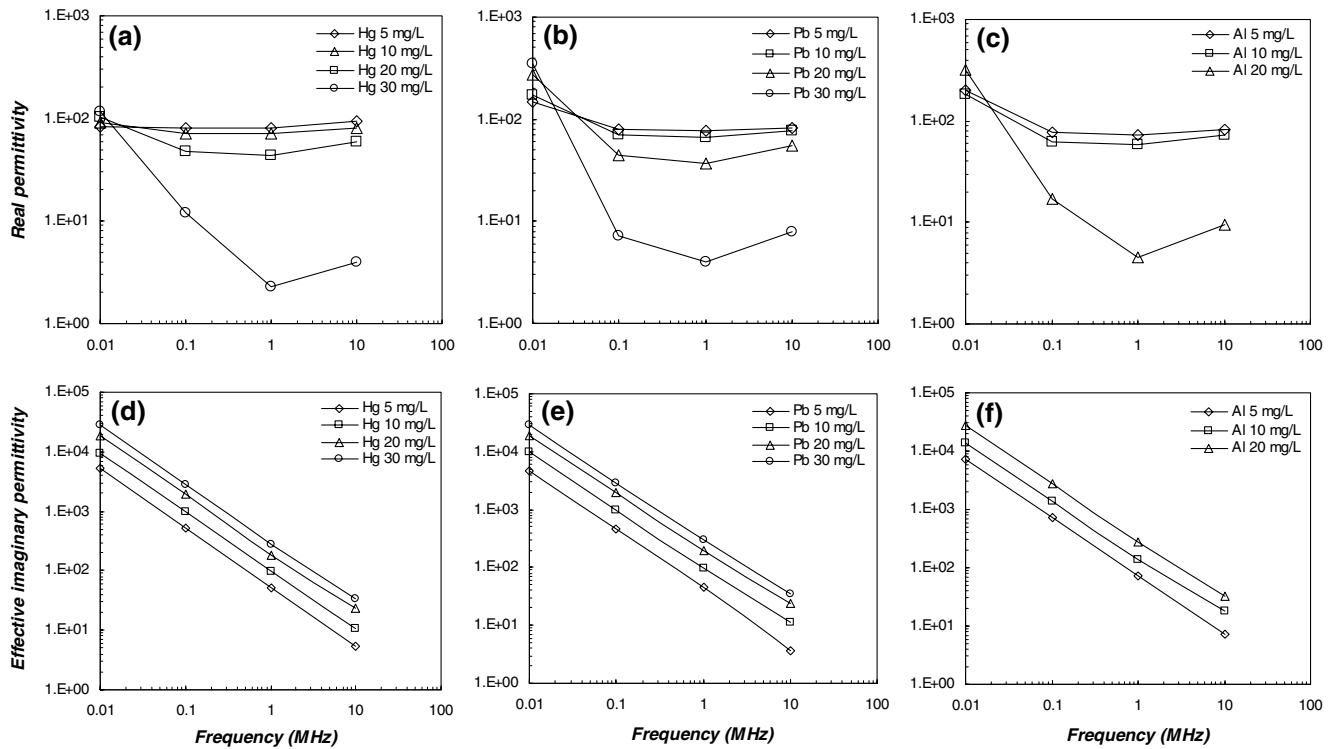 (a)
Hg 5 mg/L
Hg 10 mg/L
Hg 20 mg/L
Hg 30 mg/L
1.E+03
1.E+02
1.E+01
1.E+00
0.01
0.1
1
10
100
Real permittivity
(b)
Pb 5 mg/L
Pb 10 mg/L
Pb 20 mg/L
Pb 30 mg/L
1.E+03
1.E+02
1.E+01
1.E+00
0.01
0.1
1
10
100
(c)
Al 5 mg/L
Al 10 mg/L
Al 20 mg/L
1.E+03
1.E+02
1.E+01
1.E+00
0.01
0.1
1
10
100
(d)
Hg 5 mg/L
Hg 10 mg/L
Hg 20 mg/L
Hg 30 mg/L
1.E+05
1.E+04
1.E+03
1.E+02
1.E+01
1.E+00
0.01
0.1
1
10
100
Effective imaginary permittivity
Frequency (MHz)
(e)
Pb 5 mg/L
Pb 10 mg/L
Pb 20 mg/L
Pb 30 mg/L
1.E+05
1.E+04
1.E+03
1.E+02
1.E+01
1.E+00
0.01
0.1
1
10
100
Frequency (MHz)
(f)
Al 5 mg/L
Al 10 mg/L
Al 20 mg/L
1.E+05
1.E+04
1.E+03
1.E+02
1.E+01
1.E+00
0.01
0.1
1
10
100
Frequency (MHz)